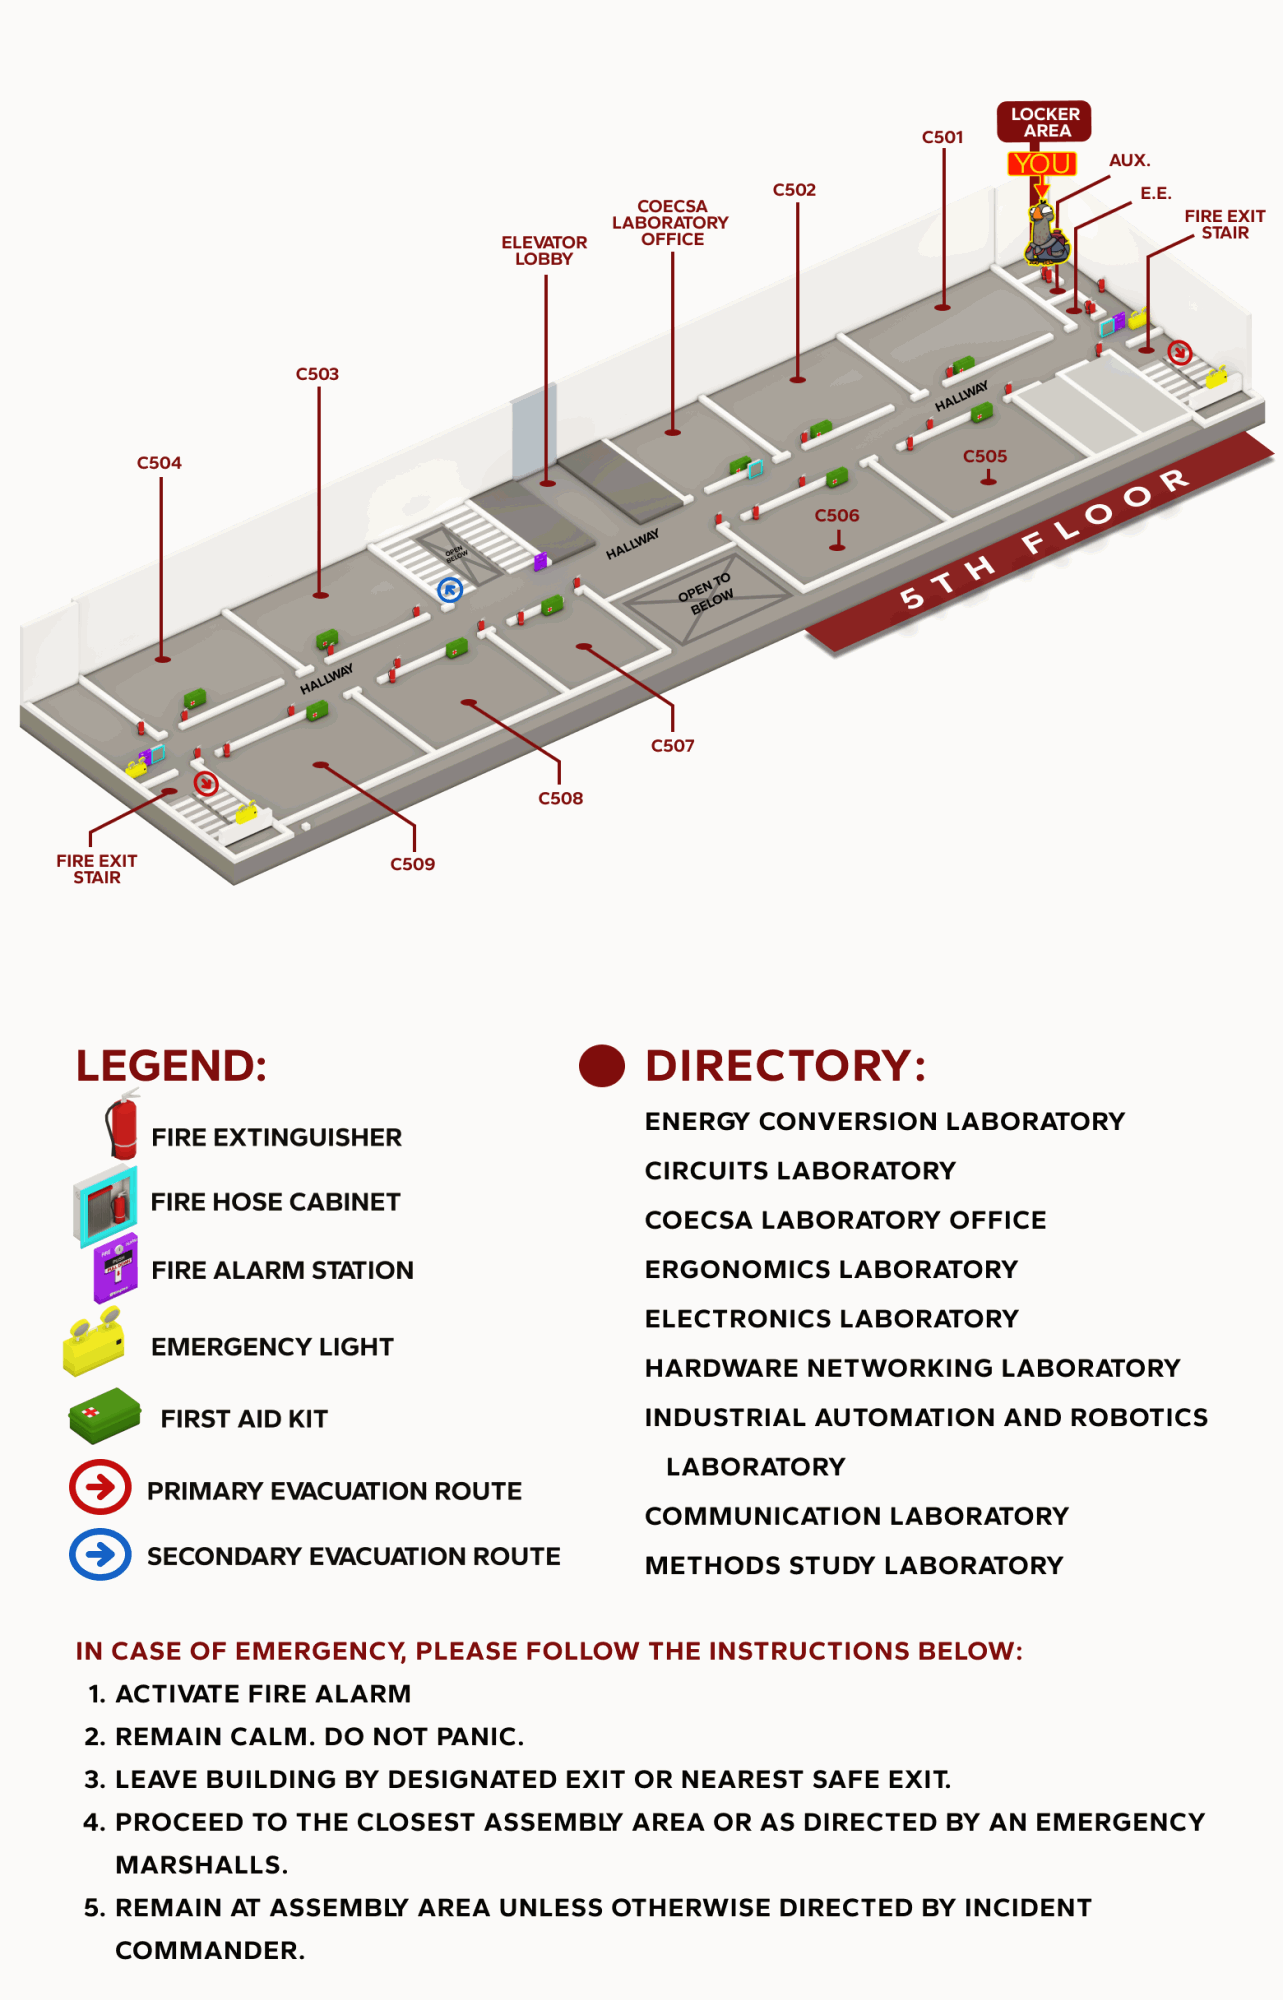 LOCKER
AREA
YOU
C501
AUX.
C502
E.E.
COECSA
LABORATORY
OFFICE
FIRE EXIT
STAIR
ELEVATOR
LOBBY
C503
HALLWAY
C504
C505
5TH FLOOR
C506
HALLWAY
OPEN
BELOW
OPEN TO
BELOW
HALLWAY
C507
C508
C509
FIRE EXIT
STAIR
LEGEND:
FIRE EXTINGUISHER
FIRE HOSE CABINET
FIRE ALARM STATION
EMERGENCY LIGHT
FIRST AID KIT
PRIMARY EVACUATION ROUTE
SECONDARY EVACUATION ROUTE
DIRECTORY:
ENERGY CONVERSION LABORATORY
CIRCUITS LABORATORY
COECSA LABORATORY OFFICE
ERGONOMICS LABORATORY
ELECTRONICS LABORATORY
HARDWARE NETWORKING LABORATORY
INDUSTRIAL AUTOMATION AND ROBOTICS
LABORATORY
COMMUNICATION LABORATORY
METHODS STUDY LABORATORY
IN CASE OF EMERGENCY, PLEASE FOLLOW THE INSTRUCTIONS BELOW:
1. ACTIVATE FIRE ALARM
2. REMAIN CALM. DO NOT PANIC.
3. LEAVE BUILDING BY DESIGNATED EXIT OR NEAREST SAFE EXIT.
4. PROCEED TO THE CLOSEST ASSEMBLY AREA OR AS DIRECTED BY AN EMERGENCY
MARSHALLS.
5. REMAIN AT ASSEMBLY AREA UNLESS OTHERWISE DIRECTED BY INCIDENT
COMMANDER.